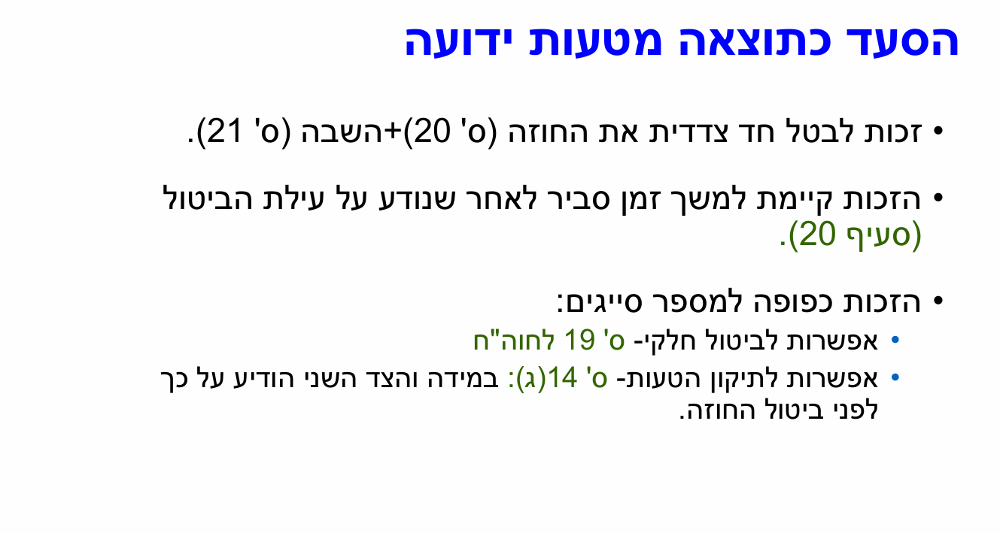 הסעד כתוצאה מטעות ידועה
• זכות לבטל חד צדדית את החוזה (ס' 20)+השבה (ס' 21).
• הזכות קיימת למשך זמן סביר לאחר שנודע על עילת הביטול
(סעיף 20).
• הזכות כפופה למספר סייגים:
• אפשרות לביטול חלקי- ס' 19 לחוה"ח
• אפשרות לתיקון הטעות- ס' 14(ג): במידה והצד השני הודיע על כך
לפני ביטול החוזה.